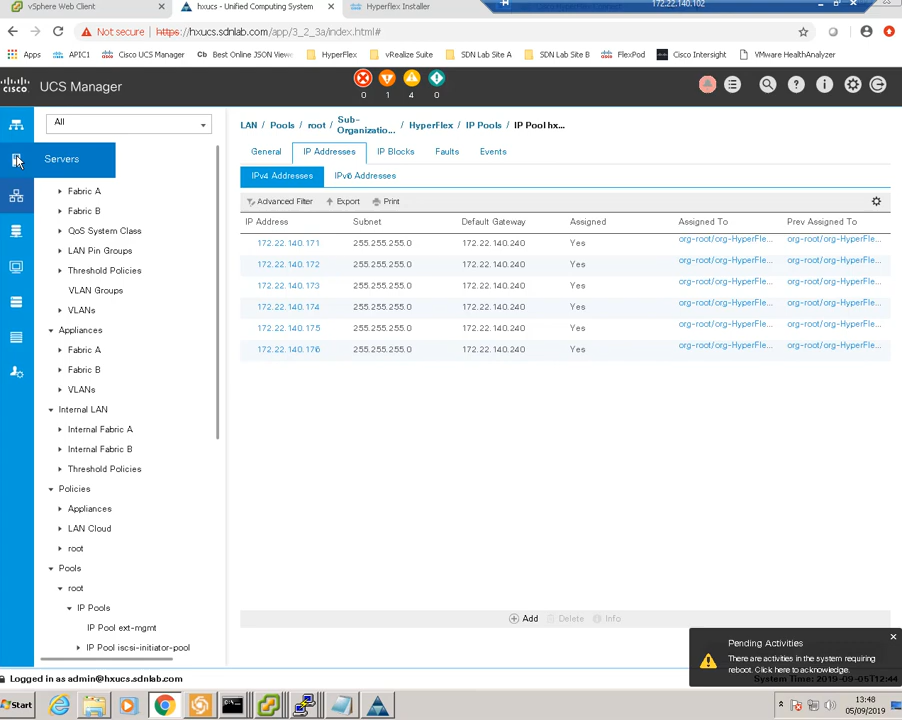 vSphere Web Client
hxucs - Unified Computing System
Hyperflex Installer
172.22.140.102
Not secure
https://hxucs.sdnlab.com/app/3_2_3a/index.html#
Apps
APIC1
Cisco UCS Manager
Cb Best Online JSON View
HyperFlex
vRealize Suite
SDN Lab Site A
SDN Lab Site B
FlexPod
Cisco Intersight
VMware HealthAnalyzer
cisco UCS Manager
0 1 4 0
All
LAN / Pools / root / Sub-Organizatio... / HyperFlex / IP Pools / IP Pool hx...
Servers
General
IP Addresses
IP Blocks
Faults
Events
IPv4 Addresses
IPv6 Addresses
Advanced Filter
Export
Print
IP Address Subnet Default Gateway Assigned Assigned To Prev Assigned To
172.22.140.171 255.255.255.0 172.22.140.240 Yes org-root/org-HyperFle... org-root/org-HyperFle...
172.22.140.172 255.255.255.0 172.22.140.240 Yes org-root/org-HyperFle... org-root/org-HyperFle...
172.22.140.173 255.255.255.0 172.22.140.240 Yes org-root/org-HyperFle... org-root/org-HyperFle...
172.22.140.174 255.255.255.0 172.22.140.240 Yes org-root/org-HyperFle... org-root/org-HyperFle...
172.22.140.175 255.255.255.0 172.22.140.240 Yes org-root/org-HyperFle... org-root/org-HyperFle...
172.22.140.176 255.255.255.0 172.22.140.240 Yes org-root/org-HyperFle... org-root/org-HyperFle...
Fabric A
Fabric B
QoS System Class
LAN Pin Groups
Threshold Policies
VLAN Groups
VLANs
Appliances
Fabric A
Fabric B
VLANs
Internal LAN
Internal Fabric A
Internal Fabric B
Threshold Policies
Policies
Appliances
LAN Cloud
root
Pools
root
IP Pools
IP Pool ext-mgmt
IP Pool iscsi-initiator-pool
Add
Delete
Info
Pending Activities
There are activities in the system requiring
reboot. Click here to acknowledge.
Logged in as admin@hxucs.sdnlab.com
System Time: 2019-09-05T12:44
Start
13:48
05/09/2019